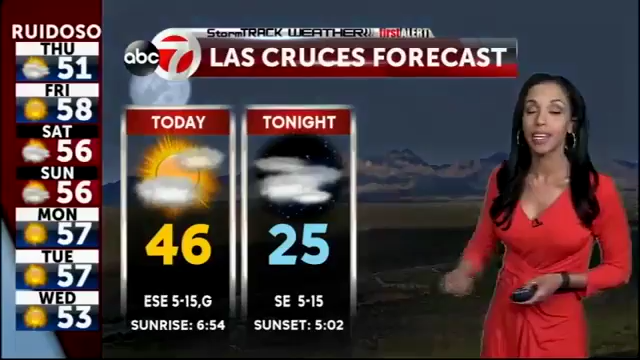 RUIDOSO
THU
51
FRI
58
SAT
56
SUN
56
MON
57
TUE
57
WED
53
StormTRACK WEATHER))) First ALERT
abc 7 LAS CRUCES FORECAST
TODAY
46
ESE 5-15,G
SUNRISE: 6:54
TONIGHT
25
SE 5-15
SUNSET: 5:02